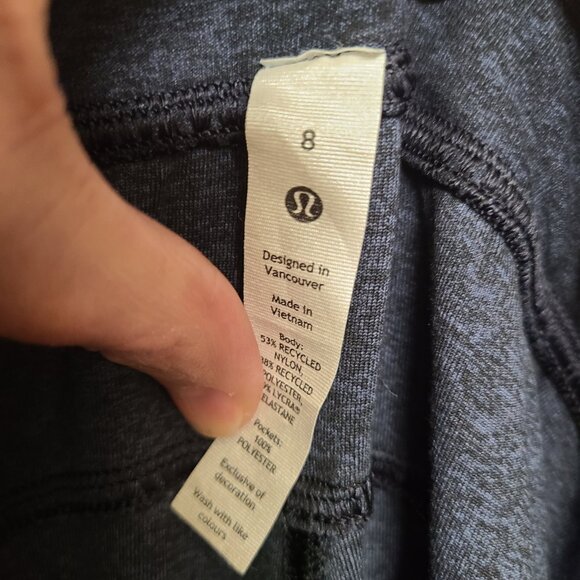 8
Designed in
Vancouver
Made in
Vietnam
Body:
53% RECYCLED
NYLON,
RECYCLED
POLYESTER,
LYCRA®
ELASTANE
Pockets:
100%
POLYESTER
Exclusive of
decoration
Wash with like
colours